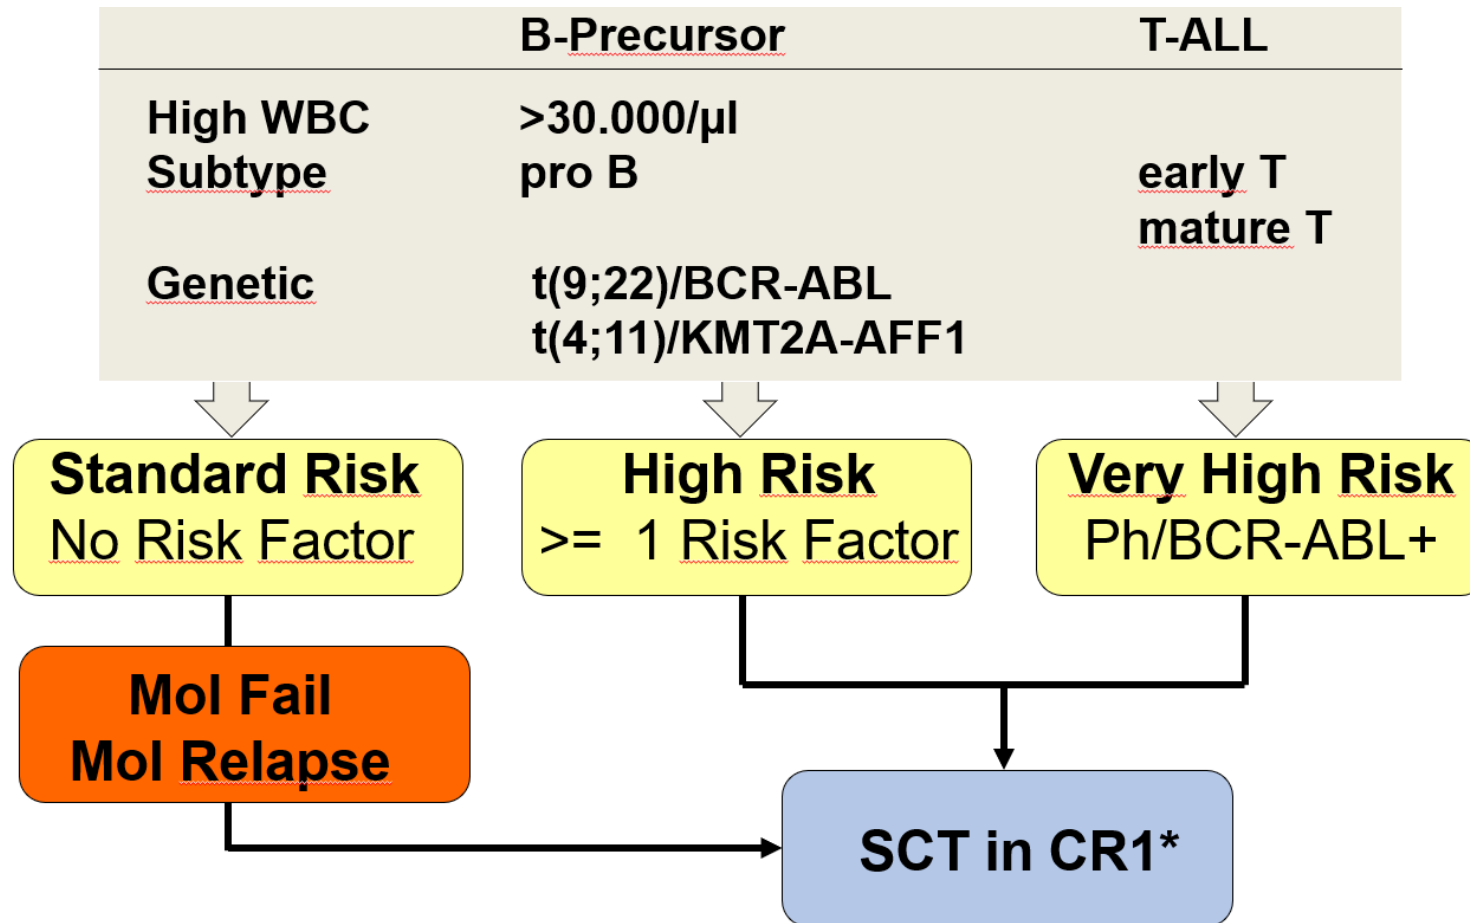 B-Precursor T-ALL
High WBC >30.000/µl
Subtype pro B early T
mature T
Genetic t(9;22)/BCR-ABL
t(4;11)/KMT2A-AFF1
Standard Risk
No Risk Factor
High Risk
>= 1 Risk Factor
Very High Risk
Ph/BCR-ABL+
Mol Fail
Mol Relapse
SCT in CR1*